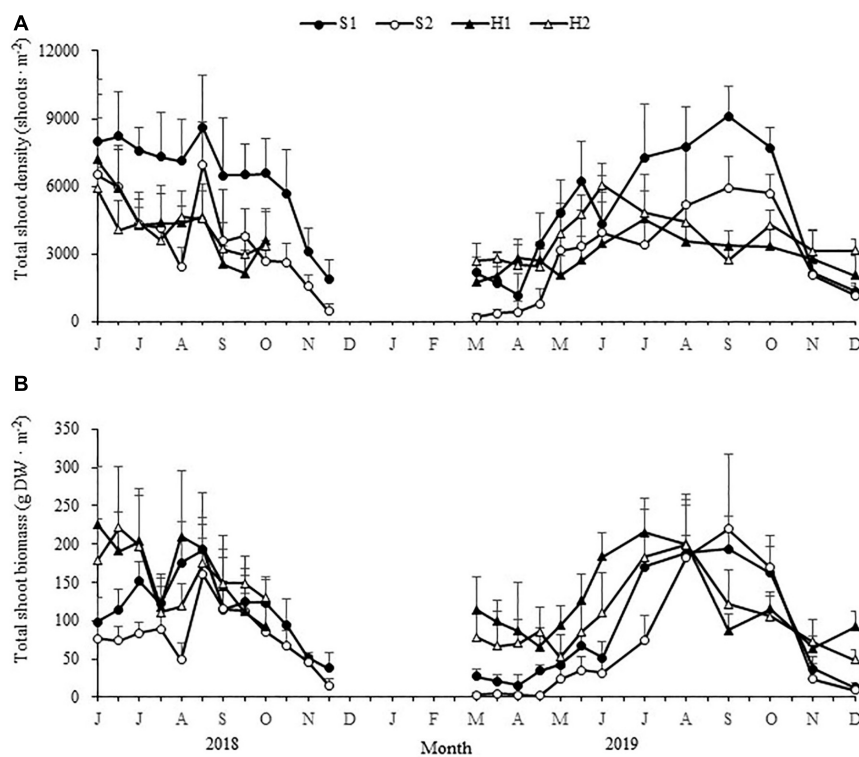 A
S1 S2 H1 H2
Total shoot density (shoots · m-2)
12000
9000
6000
3000
0
J J A S O N D J F M A M J J A S O N D
B
Total shoot biomass (g DW · m-2)
350
300
250
200
150
100
50
0
J J A S O N D J F M A M J J A S O N D
2018 Month 2019